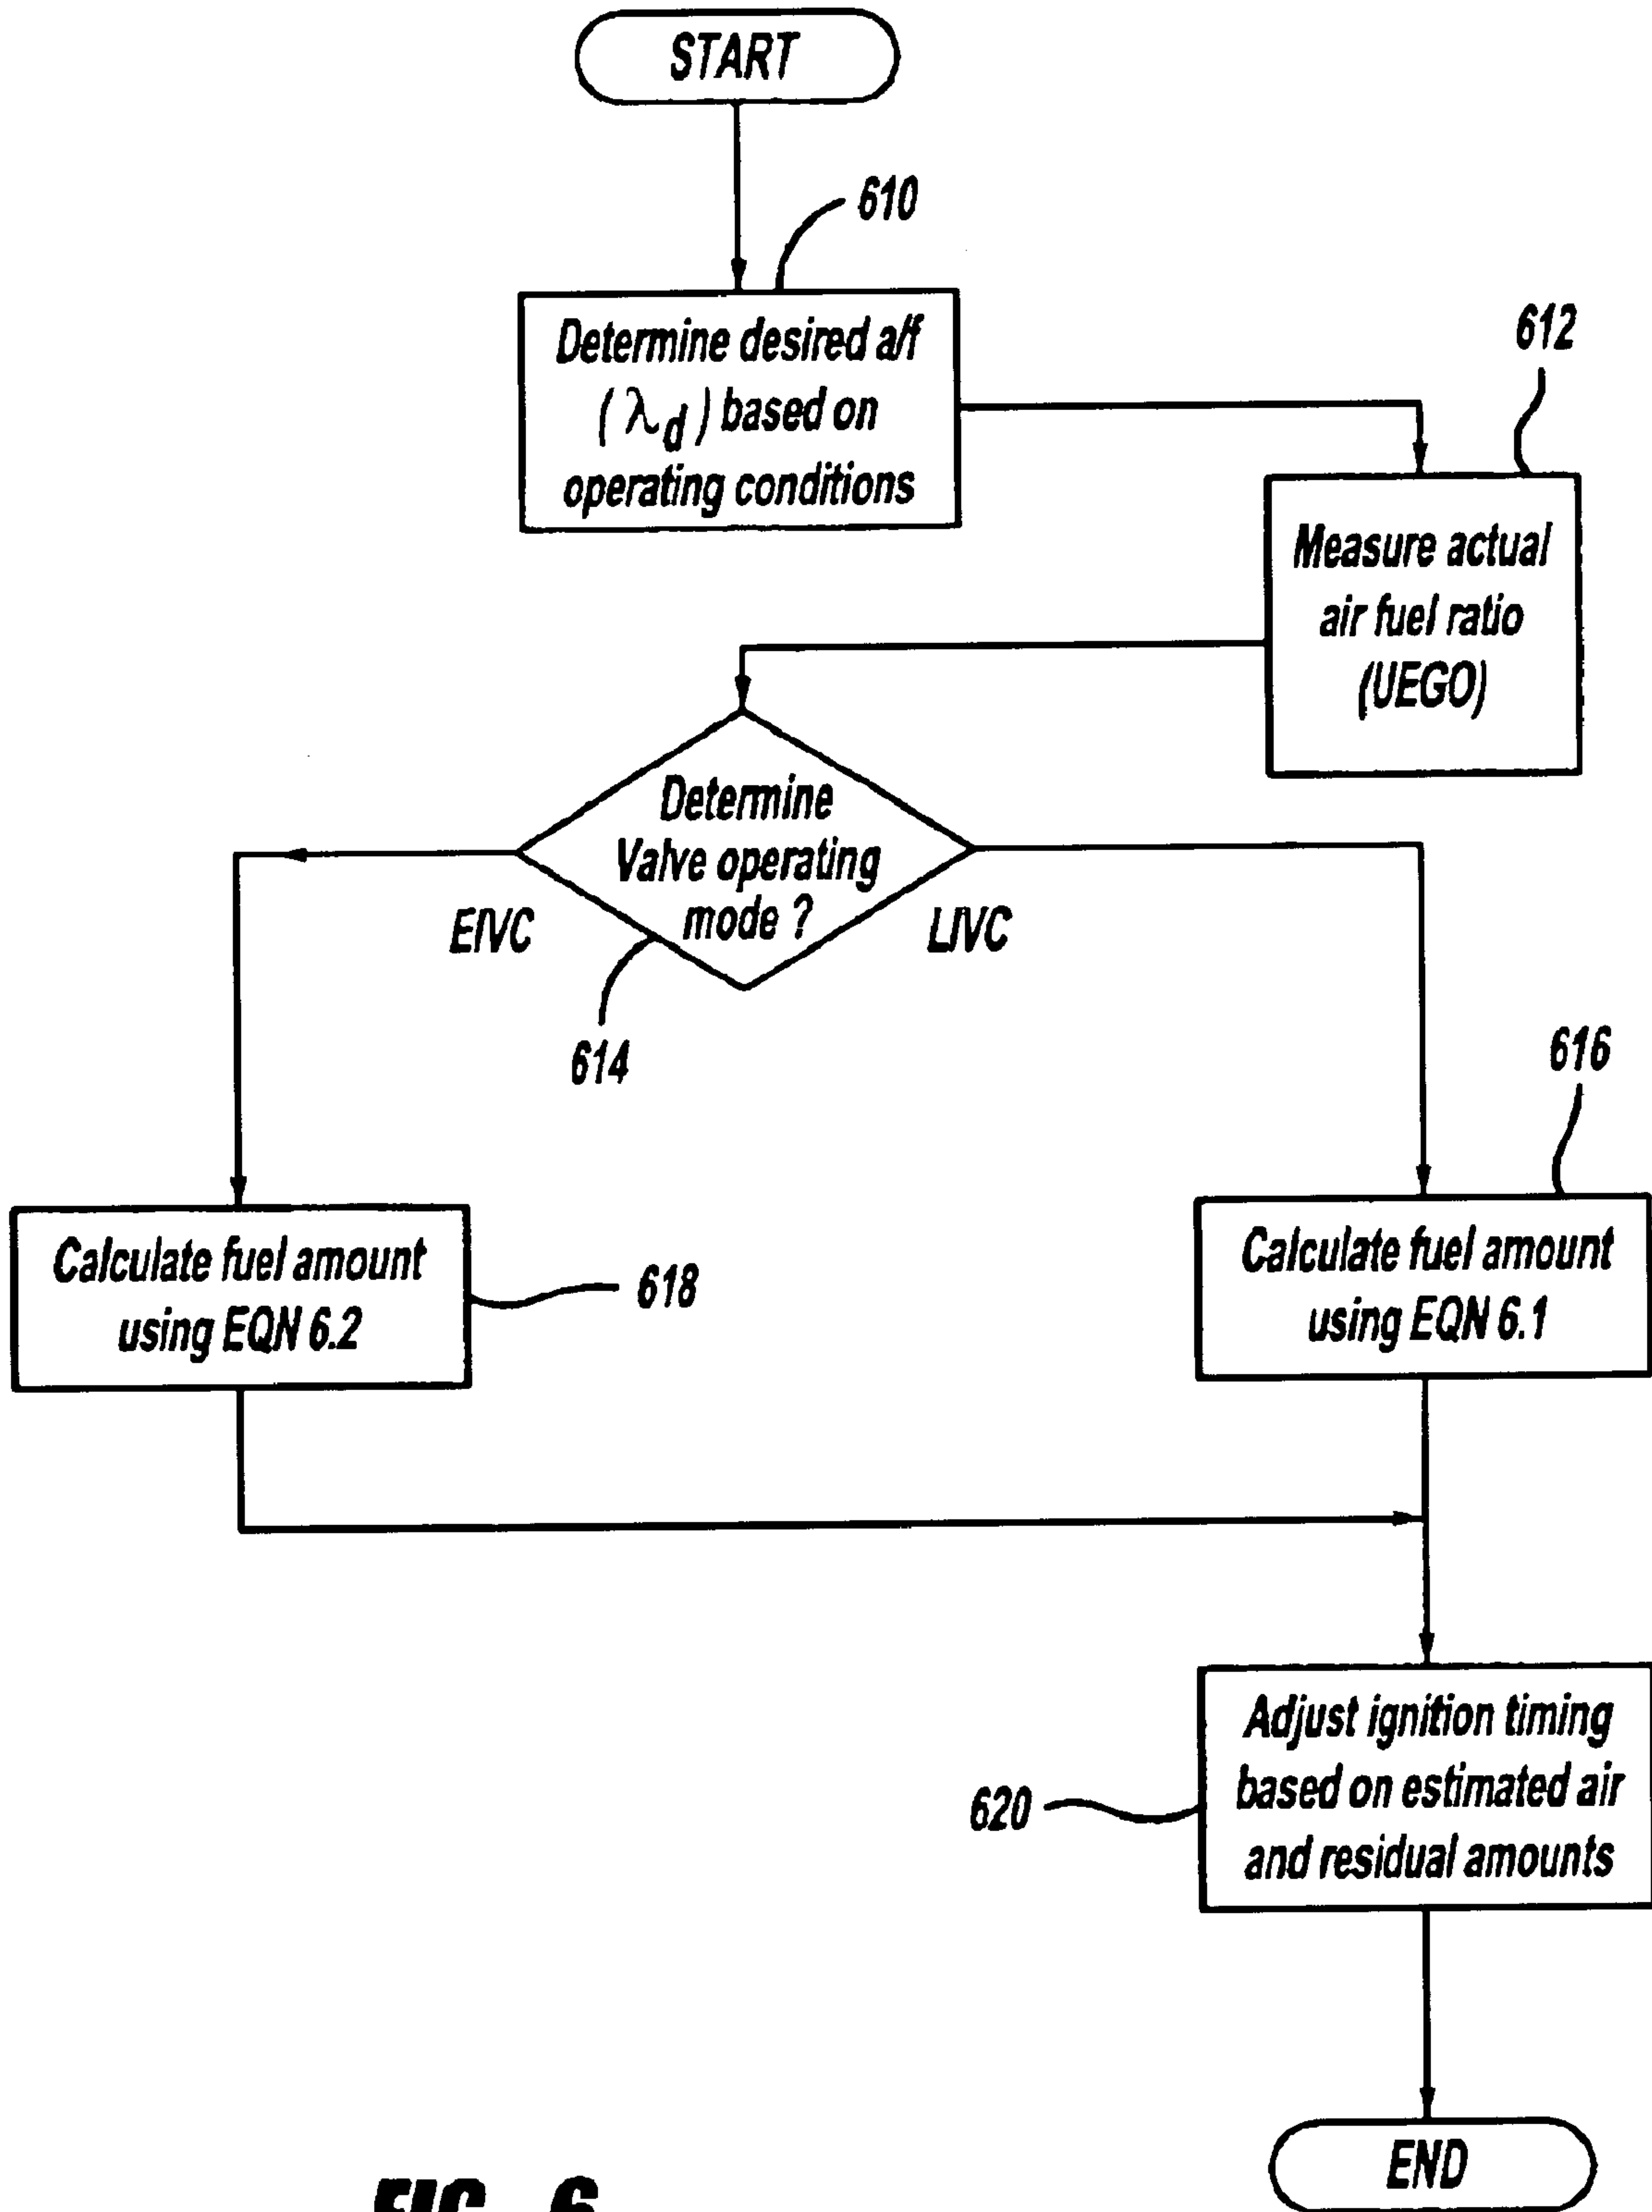 START
610
Determine desired a/f
(λd) based on
operating conditions
612
Measure actual
air fuel ratio
(UEGO)
Determine
Valve operating
mode ?
EIVC
LIVC
614
616
Calculate fuel amount
using EQN 6.2
618
Calculate fuel amount
using EQN 6.1
Adjust ignition timing
based on estimated air
and residual amounts
620
END
FIG. 6